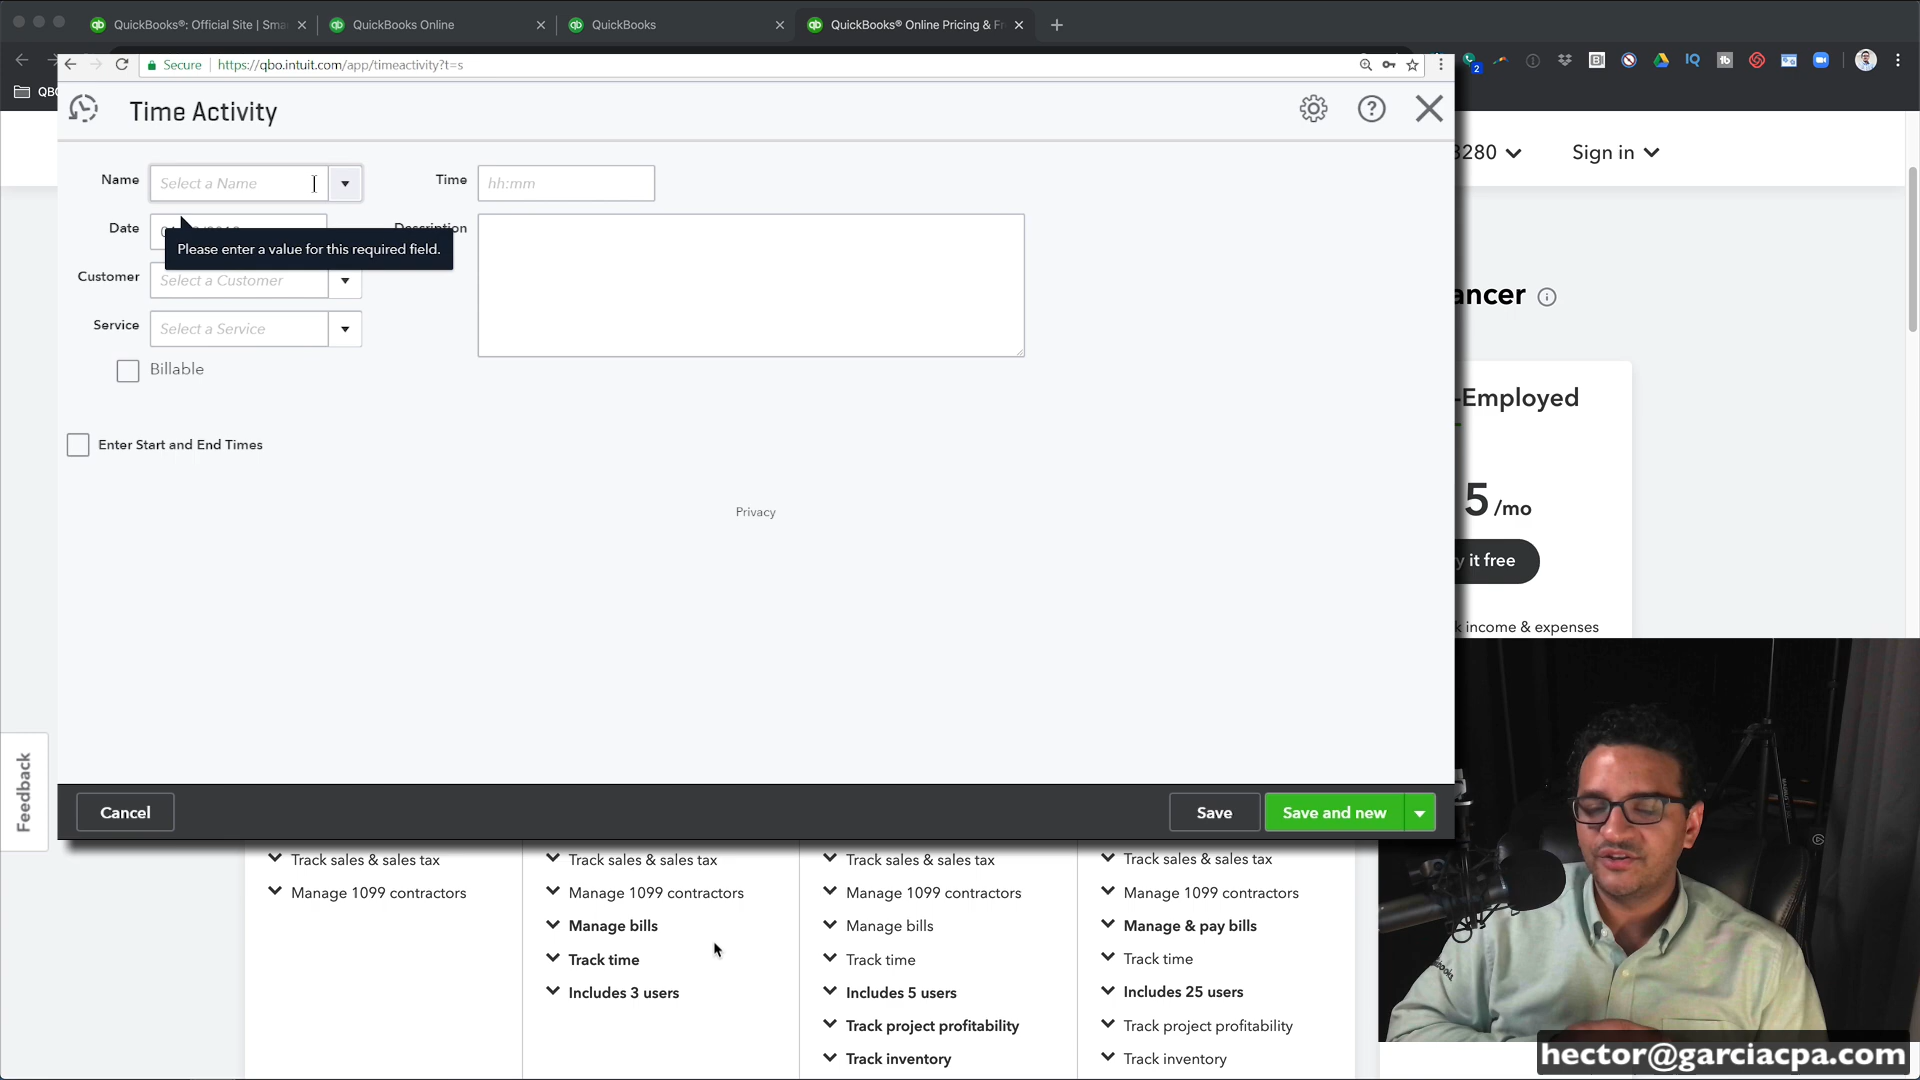 QuickBooks®: Official Site | Sma
QuickBooks Online
QuickBooks
QuickBooks® Online Pricing & Fr
Secure
https://qbo.intuit.com/app/timeactivity?t=s
2
QBO
Time Activity
3280
Sign in
Name
Select a Name
Time
hh:mm
Date
Description
Please enter a value for this required field.
Customer
Select a Customer
Service
Select a Service
Billable
Enter Start and End Times
Privacy
ancer
-Employed
5 /mo
y it free
k income & expenses
Feedback
Cancel
Save
Save and new
Track sales & sales tax
Manage 1099 contractors
Track sales & sales tax
Manage 1099 contractors
Manage bills
Track time
Includes 3 users
Track sales & sales tax
Manage 1099 contractors
Manage bills
Track time
Includes 5 users
Track project profitability
Track inventory
Track sales & sales tax
Manage 1099 contractors
Manage & pay bills
Track time
Includes 25 users
Track project profitability
Track inventory
hector@garciacpa.com